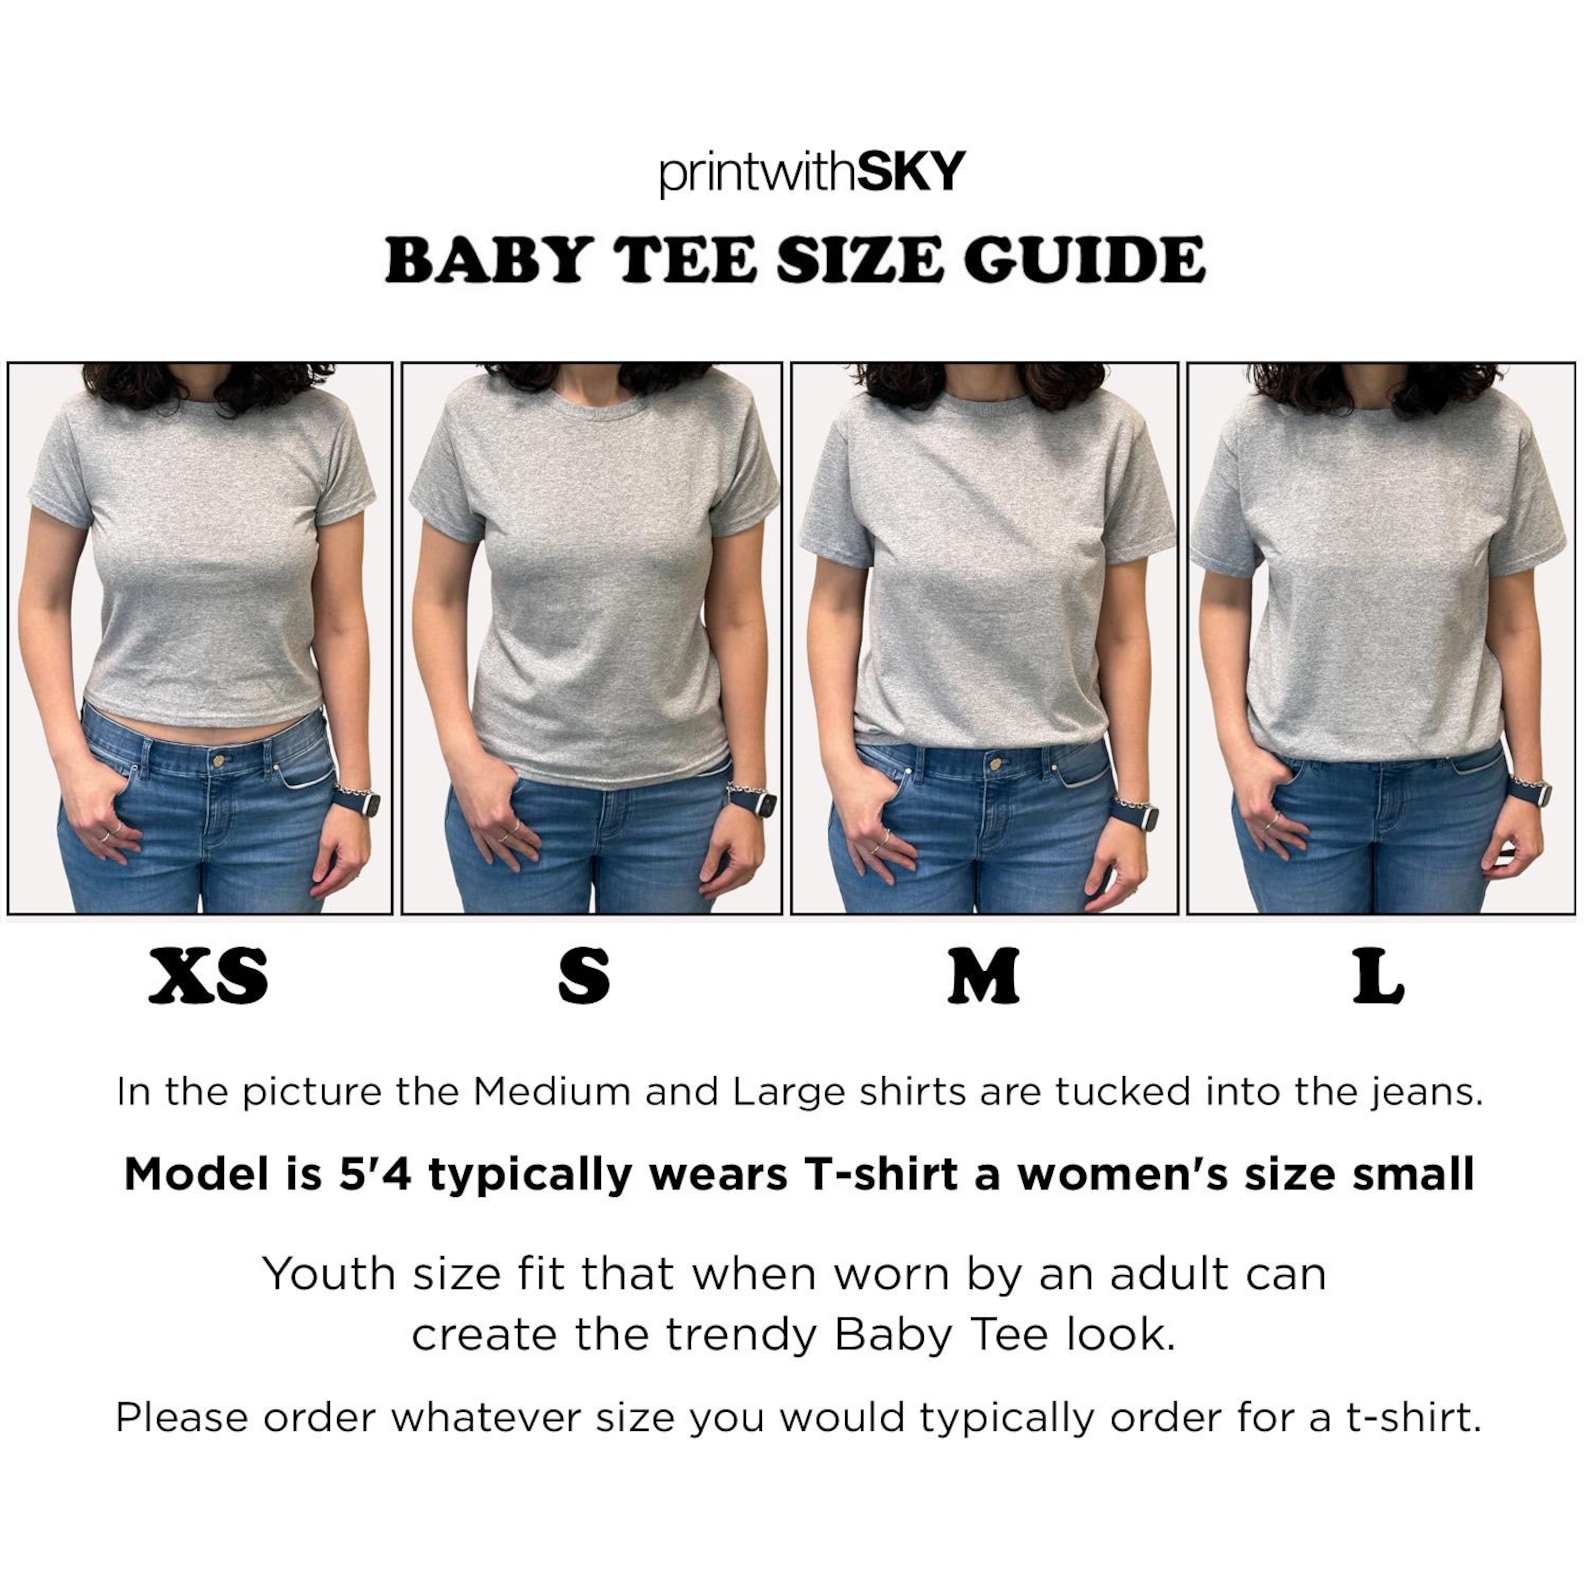 printwithSKY
BABY TEE SIZE GUIDE
XS
S
M
L
In the picture the Medium and Large shirts are tucked into the jeans.
Model is 5'4 typically wears T-shirt a women's size small
Youth size fit that when worn by an adult can
create the trendy Baby Tee look.
Please order whatever size you would typically order for a t-shirt.